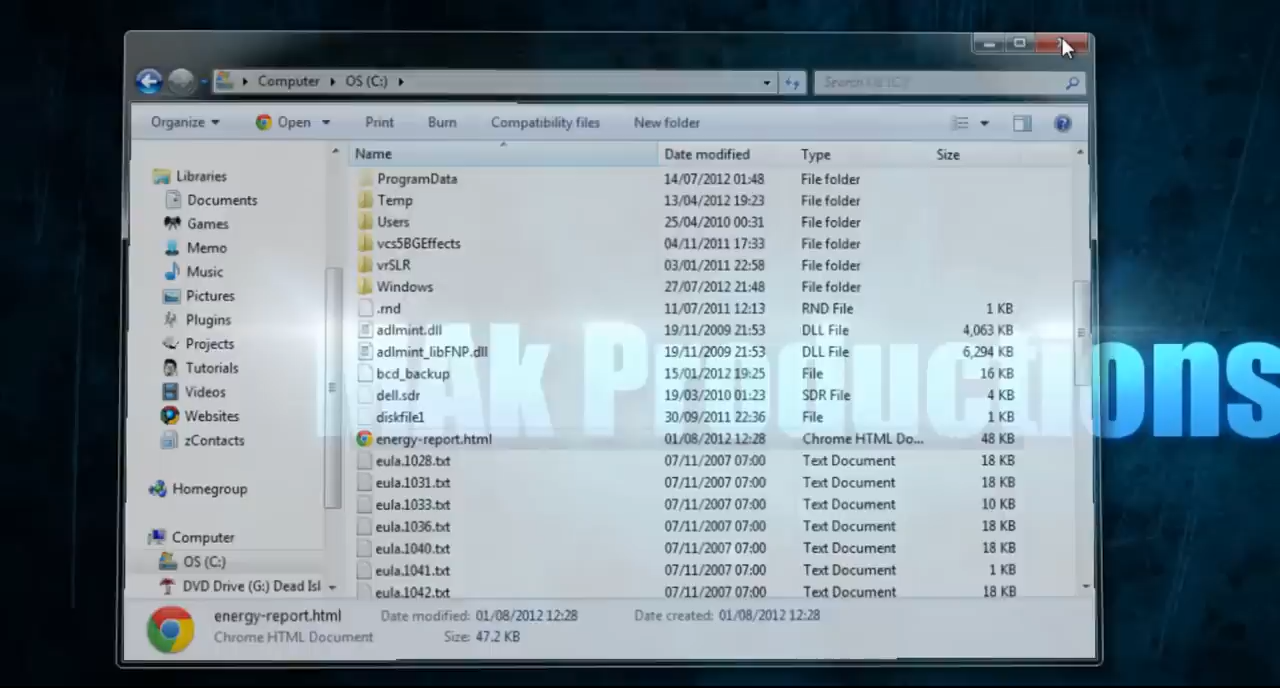 Computer OS (C:)
Organize Open Print Burn Compatibility files New folder
Name Date modified Type Size
Libraries
Documents
Games
Memo
Music
Pictures
Plugins
Projects
Tutorials
Videos
Websites
zContacts
Homegroup
Computer
OS (C:)
DVD Drive (G:) Dead Isl
ProgramData 14/07/2012 01:48 File folder
Temp 13/04/2012 19:23 File folder
Users 25/04/2010 00:31 File folder
vcs5BGEffects 04/11/2011 17:33 File folder
vrSLR 03/01/2011 22:58 File folder
Windows 27/07/2012 21:48 File folder
.rnd 11/07/2011 12:13 RND File 1 KB
adlmint.dll 19/11/2009 21:53 DLL File 4,063 KB
adlmint_libFNP.dll 19/11/2009 21:53 DLL File 6,294 KB
bcd_backup 15/01/2012 19:25 File 16 KB
dell.sdr 19/03/2010 01:23 SDR File 4 KB
diskfile1 30/09/2011 22:36 File 1 KB
energy-report.html 01/08/2012 12:28 Chrome HTML Do... 48 KB
eula.1028.txt 07/11/2007 07:00 Text Document 18 KB
eula.1031.txt 07/11/2007 07:00 Text Document 18 KB
eula.1033.txt 07/11/2007 07:00 Text Document 10 KB
eula.1036.txt 07/11/2007 07:00 Text Document 18 KB
eula.1040.txt 07/11/2007 07:00 Text Document 18 KB
eula.1041.txt 07/11/2007 07:00 Text Document 1 KB
eula.1042.txt 07/11/2007 07:00 Text Document 18 KB
Productions
energy-report.html Date modified: 01/08/2012 12:28 Date created: 01/08/2012 12:28
Chrome HTML Document Size: 47.2 KB